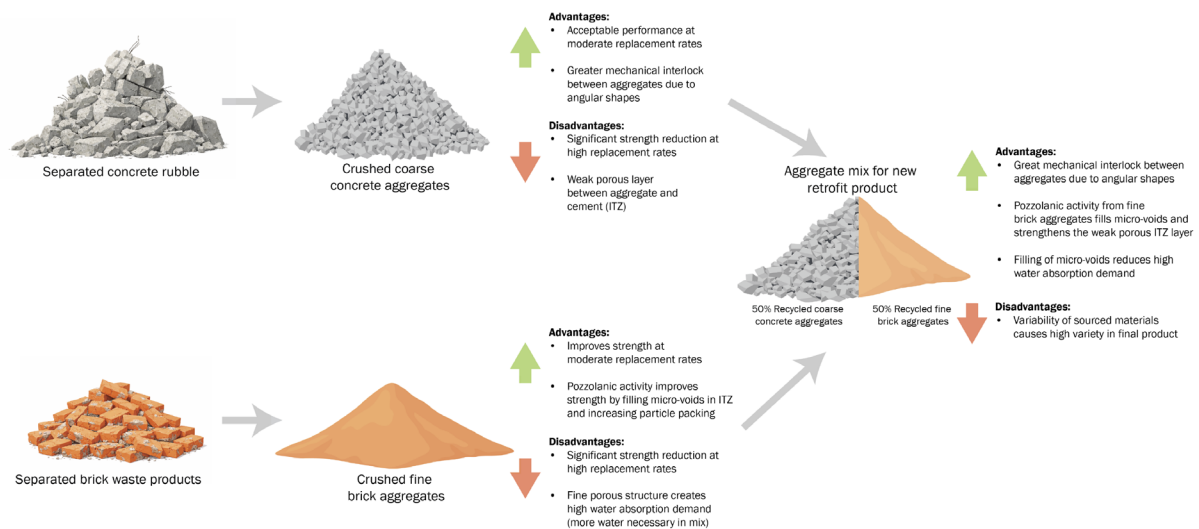 Advantages:
• Acceptable performance at
moderate replacement rates
• Greater mechanical interlock
between aggregates due to
angular shapes
Disadvantages:
• Significant strength reduction at
high replacement rates
• Weak porous layer
between aggregate and
cement (ITZ)
Separated concrete rubble
Crushed coarse
concrete aggregates
Advantages:
• Improves strength at
moderate replacement rates
• Pozzolanic activity improves
strength by filling micro-voids in ITZ
and increasing particle packing
Disadvantages:
• Significant strength reduction at
high replacement rates
• Fine porous structure creates
high water absorption demand
(more water necessary in mix)
Separated brick waste products
Crushed fine
brick aggregates
Aggregate mix for new
retrofit product
50% Recycled coarse
concrete aggregates
50% Recycled fine
brick aggregates
Advantages:
• Great mechanical interlock between
aggregates due to angular shapes
• Pozzolanic activity from fine
brick aggregates fills micro-voids and
strengthens the weak porous ITZ layer
• Filling of micro-voids reduces high
water absorption demand
Disadvantages:
• Variability of sourced materials
causes high variety in final product